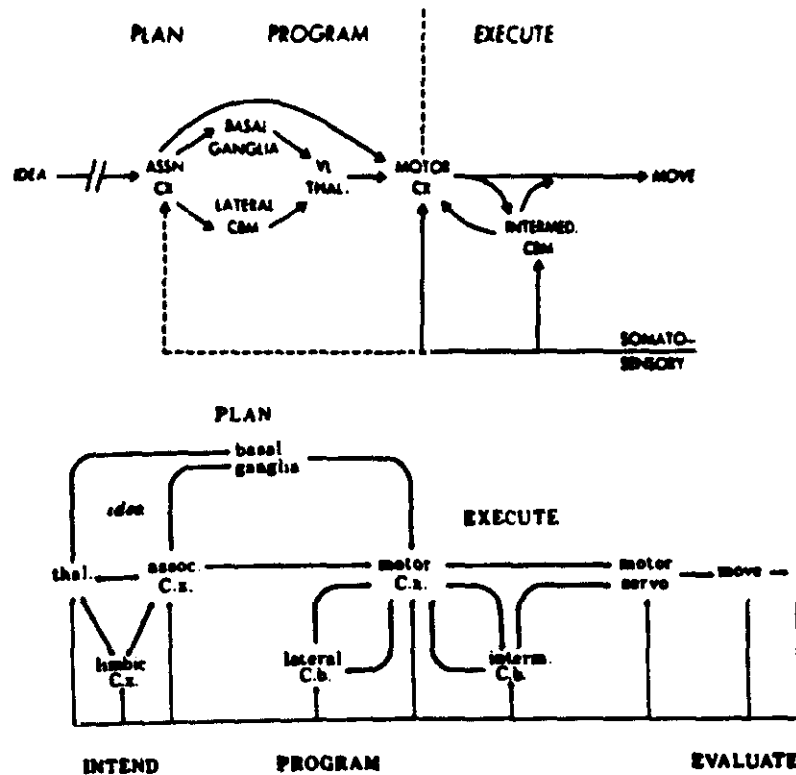 PLAN PROGRAM EXECUTE
BASAL
GANGLIA
IDEA
ASSN
CX
VL
THAL.
MOTOR
CX
MOVE
LATERAL
CBM
INTERMED.
CBM
SOMATO-
SENSORY
PLAN
basal
ganglia
idea
EXECUTE
thal.
assoc.
C.x.
motor
C.x.
motor
servo
move
limbic
C.x.
lateral
C.b.
interm.
C.b.
INTEND PROGRAM EVALUATE